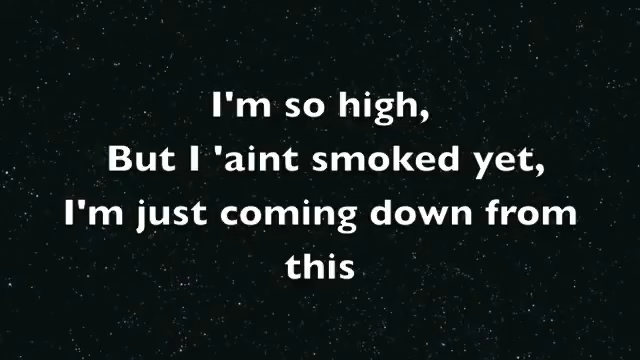 I'm so high,
But I 'aint smoked yet,
I'm just coming down from
this